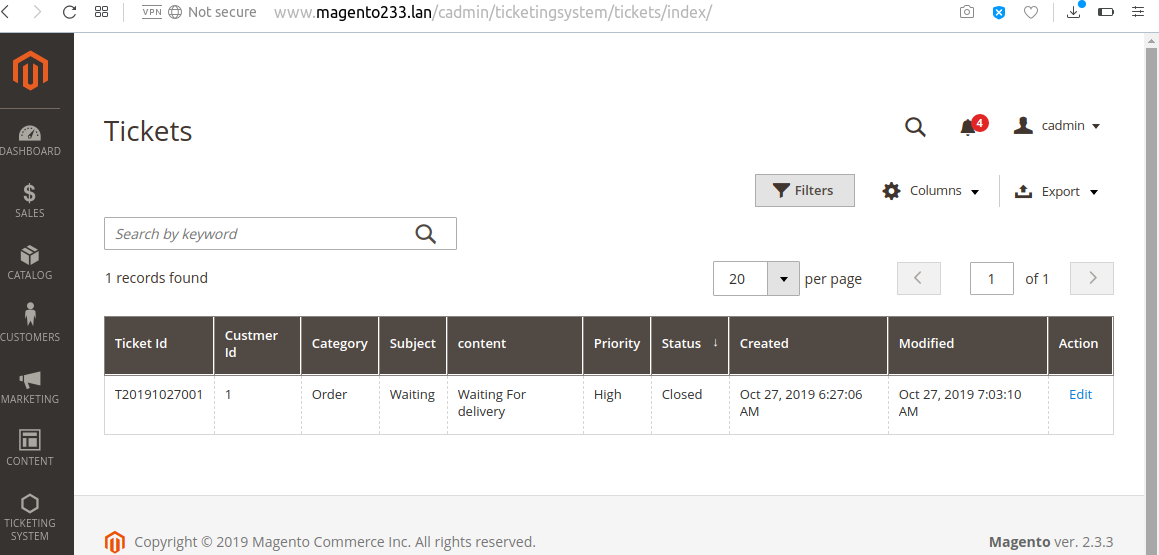 VPN Not secure www.magento233.lan/cadmin/ticketingsystem/tickets/index/
Tickets
4
cadmin
DASHBOARD
SALES
CATALOG
CUSTOMERS
MARKETING
CONTENT
TICKETING
SYSTEM
Filters
Columns
Export
Search by keyword
1 records found
20
per page
1
of 1
Ticket Id
Custmer
Id
Category
Subject
content
Priority
Status ↓
Created
Modified
Action
T20191027001
1
Order
Waiting
Waiting For
delivery
High
Closed
Oct 27, 2019 6:27:06
AM
Oct 27, 2019 7:03:10
AM
Edit
Copyright © 2019 Magento Commerce Inc. All rights reserved.
Magento ver. 2.3.3